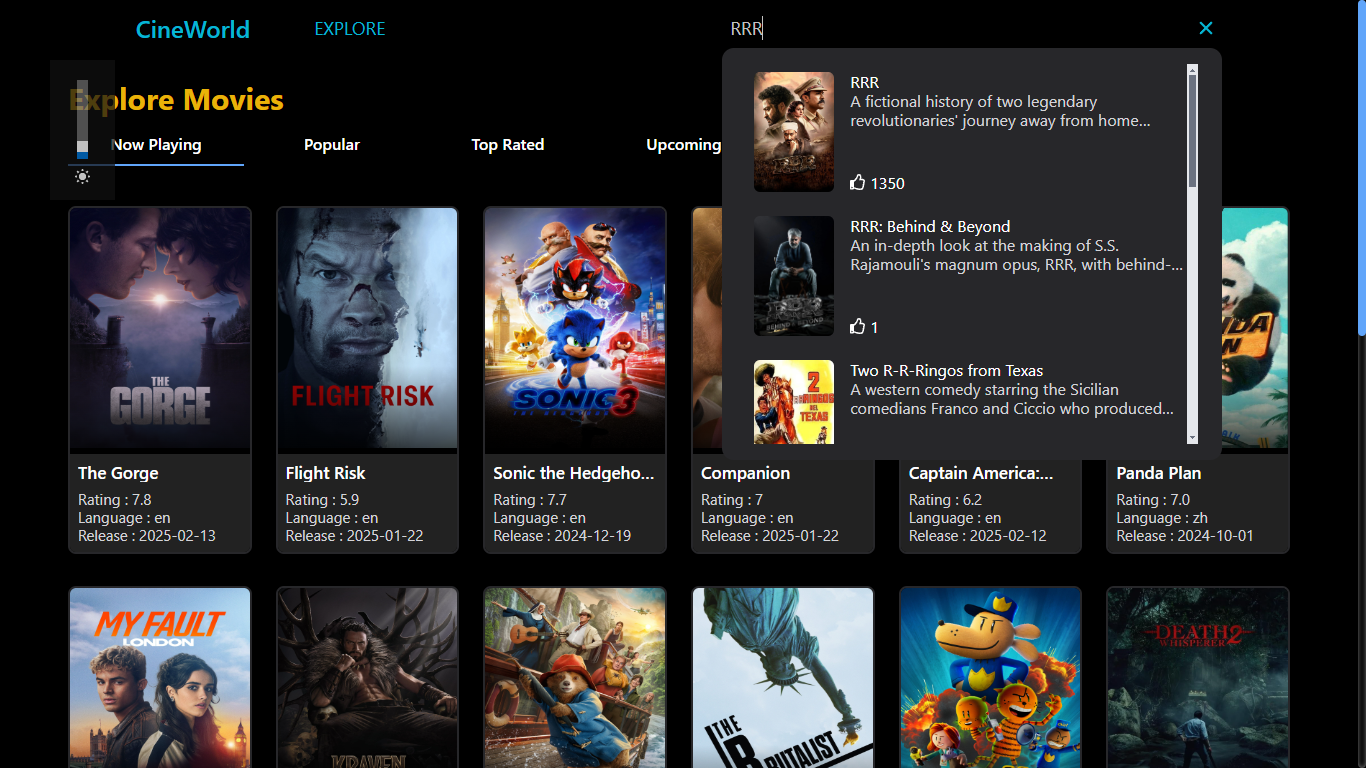 CineWorld
EXPLORE
RRR
Explore Movies
Now Playing
Popular
Top Rated
Upcoming
RRR
A fictional history of two legendary
revolutionaries' journey away from home...
1350
RRR: Behind & Beyond
An in-depth look at the making of S.S.
Rajamouli's magnum opus, RRR, with behind-...
1
Two R-R-Ringos from Texas
A western comedy starring the Sicilian
comedians Franco and Ciccio who produced...
THE
GORGE
FLIGHT RISK
SONIC 3
2
TEXAS
The Gorge
Rating : 7.8
Language : en
Release : 2025-02-13
Flight Risk
Rating : 5.9
Language : en
Release : 2025-01-22
Sonic the Hedgeho...
Rating : 7.7
Language : en
Release : 2024-12-19
Companion
Rating : 7
Language : en
Release : 2025-01-22
Captain America:...
Rating : 6.2
Language : en
Release : 2025-02-12
Panda Plan
Rating : 7.0
Language : zh
Release : 2024-10-01
MY FAULT
LONDON
KRAVEN
THE
BRUTALIST
DEATH
WHISPERER 2